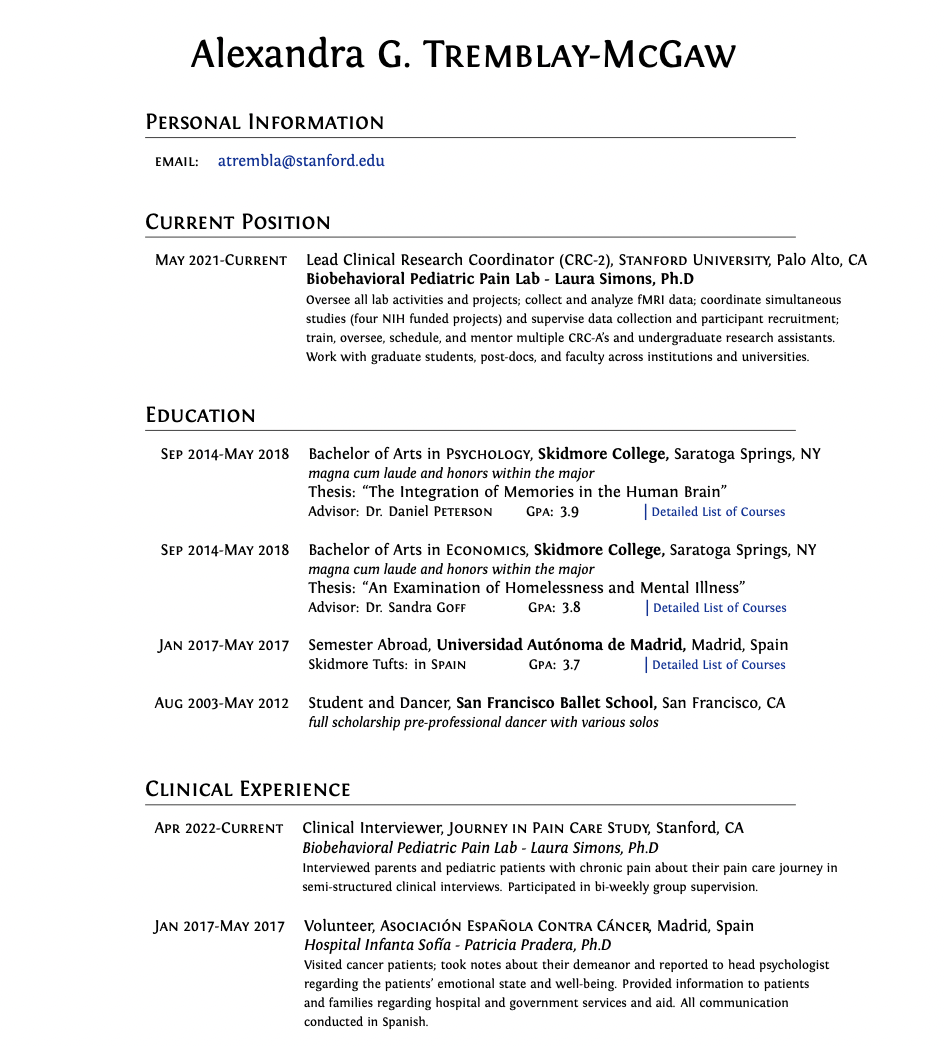 Alexandra G. Tremblay-McGaw
Personal Information
email: atrembla@stanford.edu
Current Position
May 2021-Current Lead Clinical Research Coordinator (CRC-2), Stanford University, Palo Alto, CA
Biobehavioral Pediatric Pain Lab - Laura Simons, Ph.D
Oversee all lab activities and projects; collect and analyze fMRI data; coordinate simultaneous
studies (four NIH funded projects) and supervise data collection and participant recruitment;
train, oversee, schedule, and mentor multiple CRC-A's and undergraduate research assistants.
Work with graduate students, post-docs, and faculty across institutions and universities.
Education
Sep 2014-May 2018 Bachelor of Arts in Psychology, Skidmore College, Saratoga Springs, NY
magna cum laude and honors within the major
Thesis: “The Integration of Memories in the Human Brain”
Advisor: Dr. Daniel Peterson Gpa: 3.9 | Detailed List of Courses
Sep 2014-May 2018 Bachelor of Arts in Economics, Skidmore College, Saratoga Springs, NY
magna cum laude and honors within the major
Thesis: “An Examination of Homelessness and Mental Illness”
Advisor: Dr. Sandra Goff Gpa: 3.8 | Detailed List of Courses
Jan 2017-May 2017 Semester Abroad, Universidad Autónoma de Madrid, Madrid, Spain
Skidmore Tufts: in Spain Gpa: 3.7 | Detailed List of Courses
Aug 2003-May 2012 Student and Dancer, San Francisco Ballet School, San Francisco, CA
full scholarship pre-professional dancer with various solos
Clinical Experience
Apr 2022-Current Clinical Interviewer, Journey in Pain Care Study, Stanford, CA
Biobehavioral Pediatric Pain Lab - Laura Simons, Ph.D
Interviewed parents and pediatric patients with chronic pain about their pain care journey in
semi-structured clinical interviews. Participated in bi-weekly group supervision.
Jan 2017-May 2017 Volunteer, Asociación Española Contra Cáncer, Madrid, Spain
Hospital Infanta Sofía - Patricia Pradera, Ph.D
Visited cancer patients; took notes about their demeanor and reported to head psychologist
regarding the patients' emotional state and well-being. Provided information to patients
and families regarding hospital and government services and aid. All communication
conducted in Spanish.